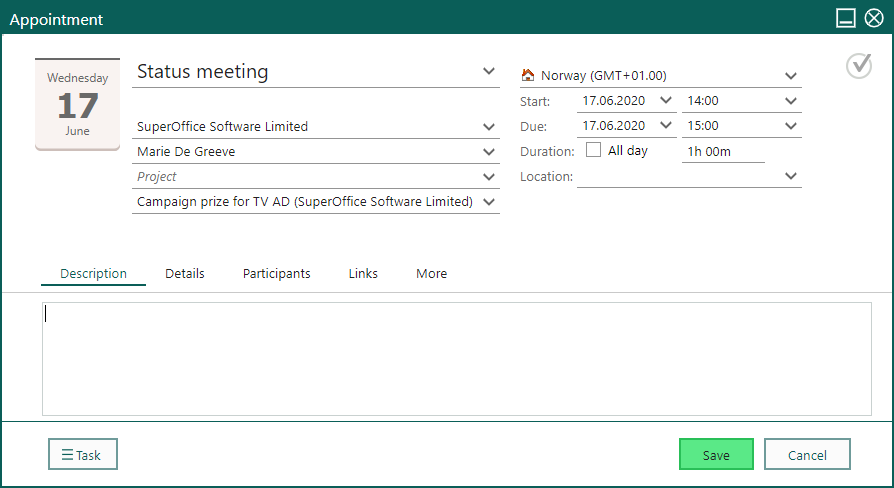 Appointment
Wednesday
17
June
Status meeting
SuperOffice Software Limited
Marie De Greeve
Project
Campaign prize for TV AD (SuperOffice Software Limited)
Norway (GMT+01.00)
Start: 17.06.2020 14:00
Due: 17.06.2020 15:00
Duration: All day 1h 00m
Location:
Description Details Participants Links More
Task Save Cancel